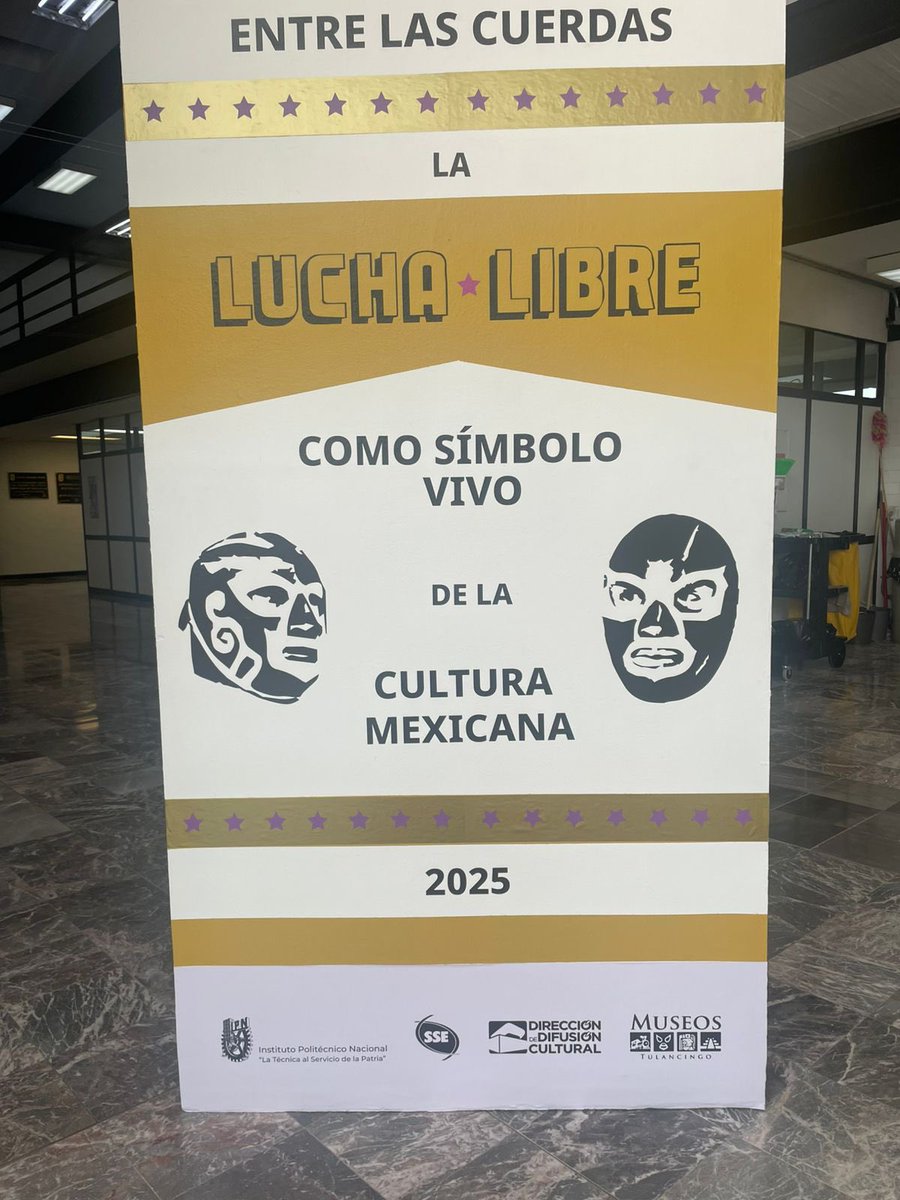 ENTRE LAS CUERDAS
LA
LUCHA LIBRE
COMO SÍMBOLO
VIVO
DE LA
CULTURA
MEXICANA
2025
IPN
Instituto Politécnico Nacional
"La Técnica al Servicio de la Patria"
SSE
DIRECCIÓN
DE DIFUSIÓN
CULTURAL
MUSEOS
TULANCINGO